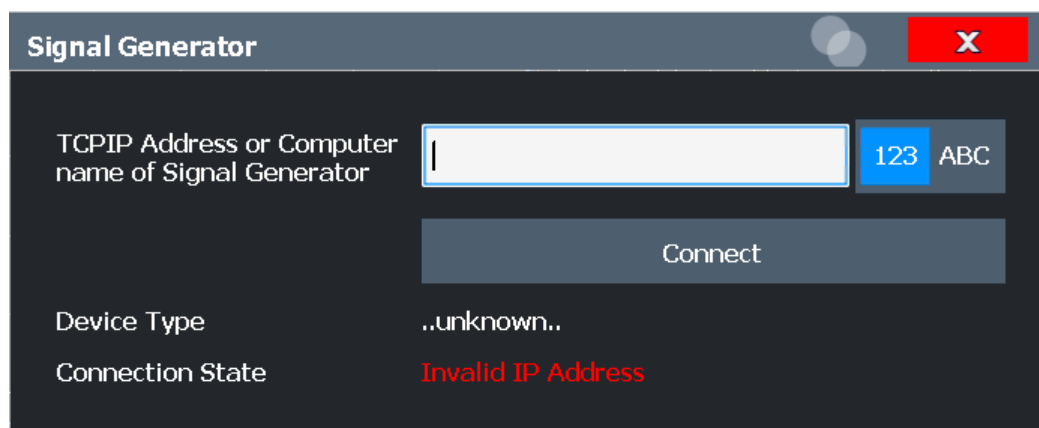 Signal Generator
X
TCPIP Address or Computer
name of Signal Generator
123 ABC
Connect
Device Type ..unknown..
Connection State Invalid IP Address